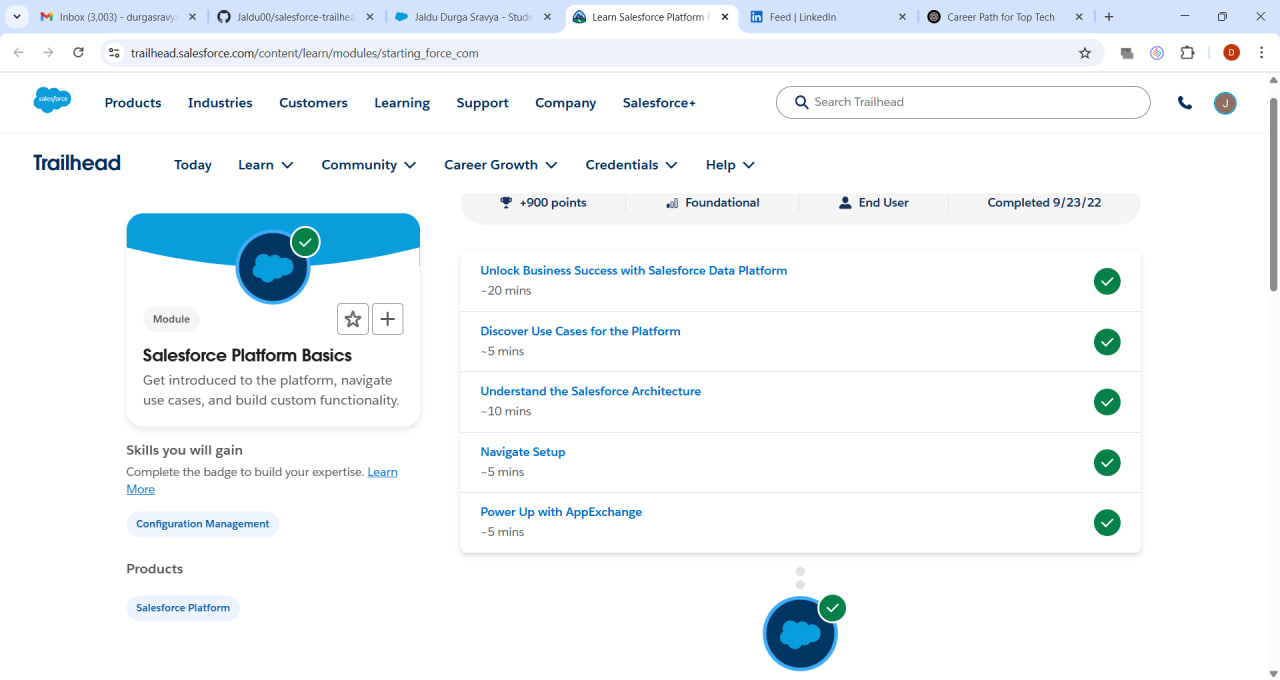 Inbox (3,003) - durgasravya
Jaldu00/salesforce-trailhea
Jaldu Durga Sravya - Stude
Learn Salesforce Platform B
Feed | LinkedIn
Career Path for Top Tech
trailhead.salesforce.com/content/learn/modules/starting_force_com
D
salesforce
Products
Industries
Customers
Learning
Support
Company
Salesforce+
Search Trailhead
J
Trailhead
Today
Learn
Community
Career Growth
Credentials
Help
+900 points
Foundational
End User
Completed 9/23/22
Module
Salesforce Platform Basics
Get introduced to the platform, navigate
use cases, and build custom functionality.
Skills you will gain
Complete the badge to build your expertise. Learn
More
Configuration Management
Products
Salesforce Platform
Unlock Business Success with Salesforce Data Platform
~20 mins
Discover Use Cases for the Platform
~5 mins
Understand the Salesforce Architecture
~10 mins
Navigate Setup
~5 mins
Power Up with AppExchange
~5 mins